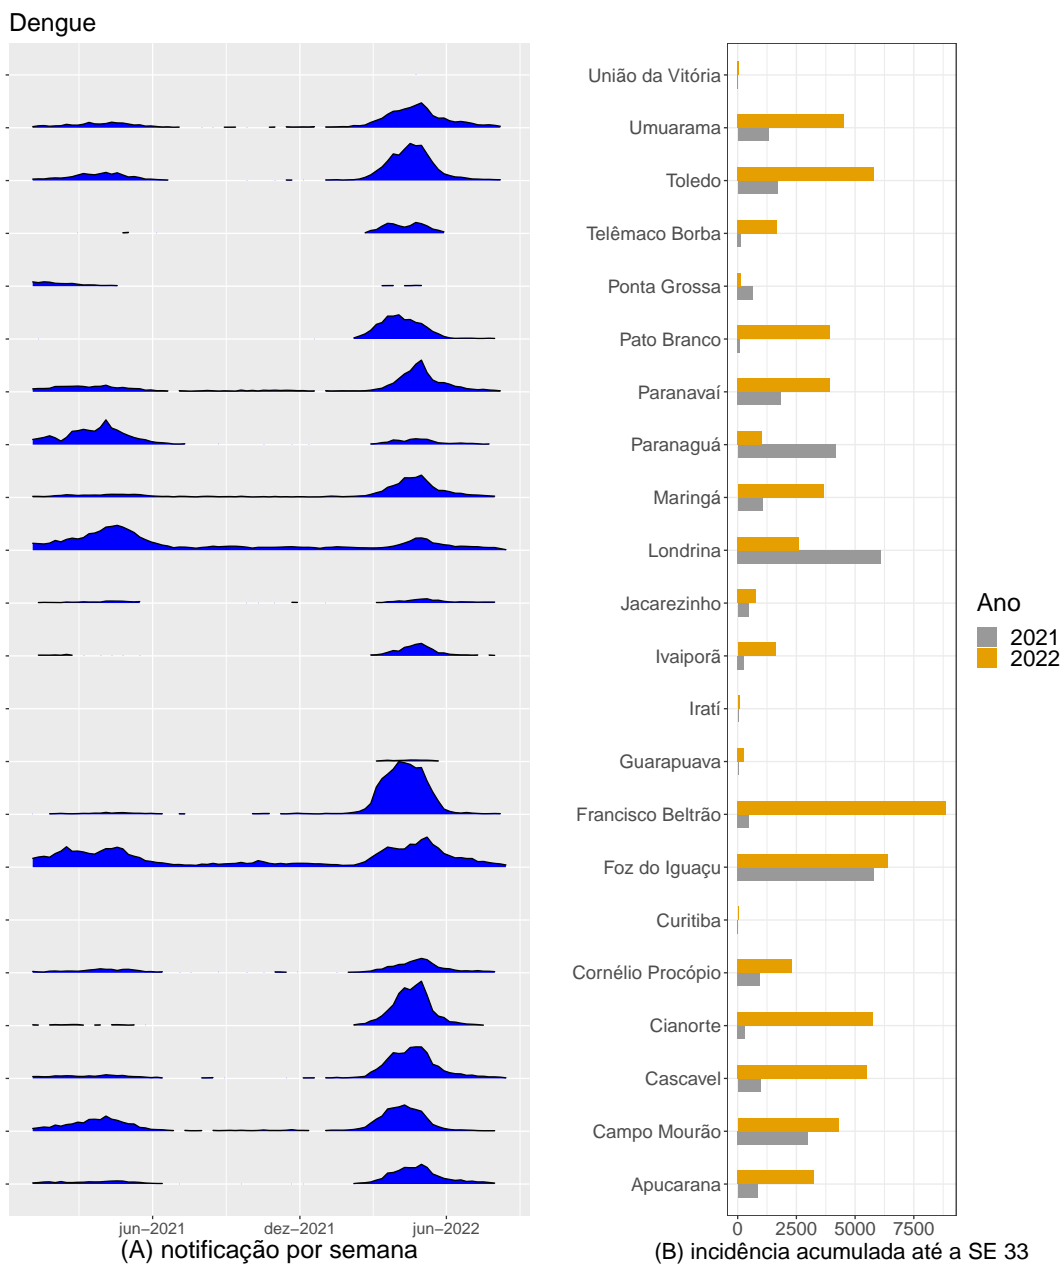 Dengue
União da Vitória
Umuarama
Toledo
Telêmaco Borba
Ponta Grossa
Pato Branco
Paranavaí
Paranaguá
Maringá
Londrina
Jacarezinho
Ivaiporã
Iratí
Guarapuava
Francisco Beltrão
Foz do Iguaçu
Curitiba
Cornélio Procópio
Cianorte
Cascavel
Campo Mourão
Apucarana
Ano
2021
2022
jun−2021 dez−2021 jun−2022
0 2500 5000 7500
(A) notificação por semana
(B) incidência acumulada até a SE 33